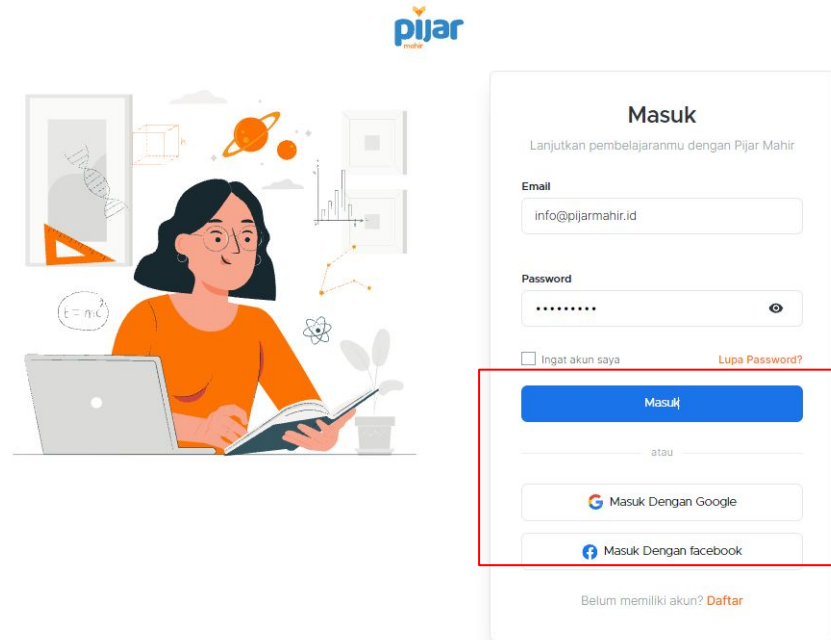 pijar
mahir
Masuk
Lanjutkan pembelajaranmu dengan Pijar Mahir
Email
info@pijarmahir.id
Password
•••••••••
Ingat akun saya
Lupa Password?
Masuk
atau
Masuk Dengan Google
Masuk Dengan facebook
Belum memiliki akun? Daftar